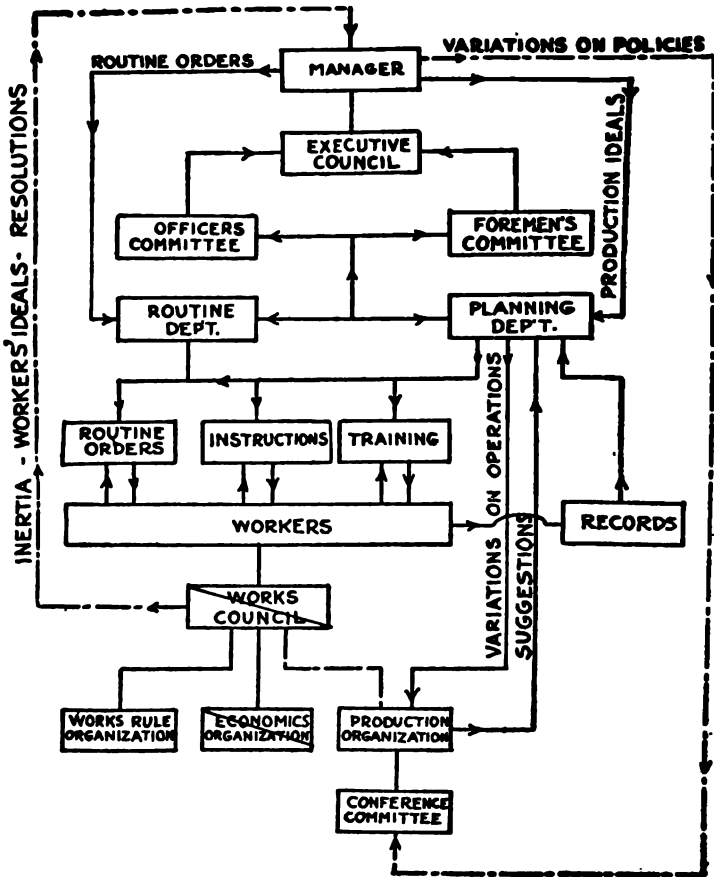 VARIATIONS ON POLICIES
ROUTINE ORDERS
MANAGER
EXECUTIVE
COUNCIL
PRODUCTION IDEALS
OFFICERS
COMMITTEE
FOREMEN'S
COMMITTEE
INERTIA - WORKERS' IDEALS - RESOLUTIONS
ROUTINE
DEP'T.
PLANNING
DEP'T.
ROUTINE
ORDERS
INSTRUCTIONS
TRAINING
VARIATIONS ON OPERATIONS
SUGGESTIONS
WORKERS
RECORDS
WORKS
COUNCIL
WORKS RULE
ORGANIZATION
ECONOMICS
ORGANIZATION
PRODUCTION
ORGANIZATION
CONFERENCE
COMMITTEE